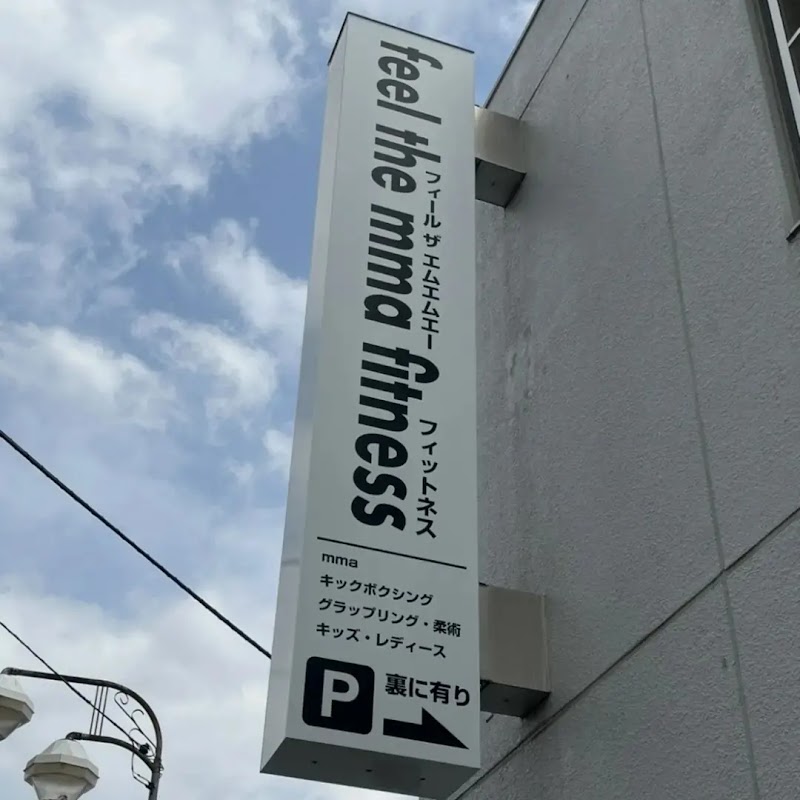 feel the mma fitness
フィール ザ エムエムエー フィットネス
mma
キックボクシング
グラップリング・柔術
キッズ・レディース
P 裏に有り